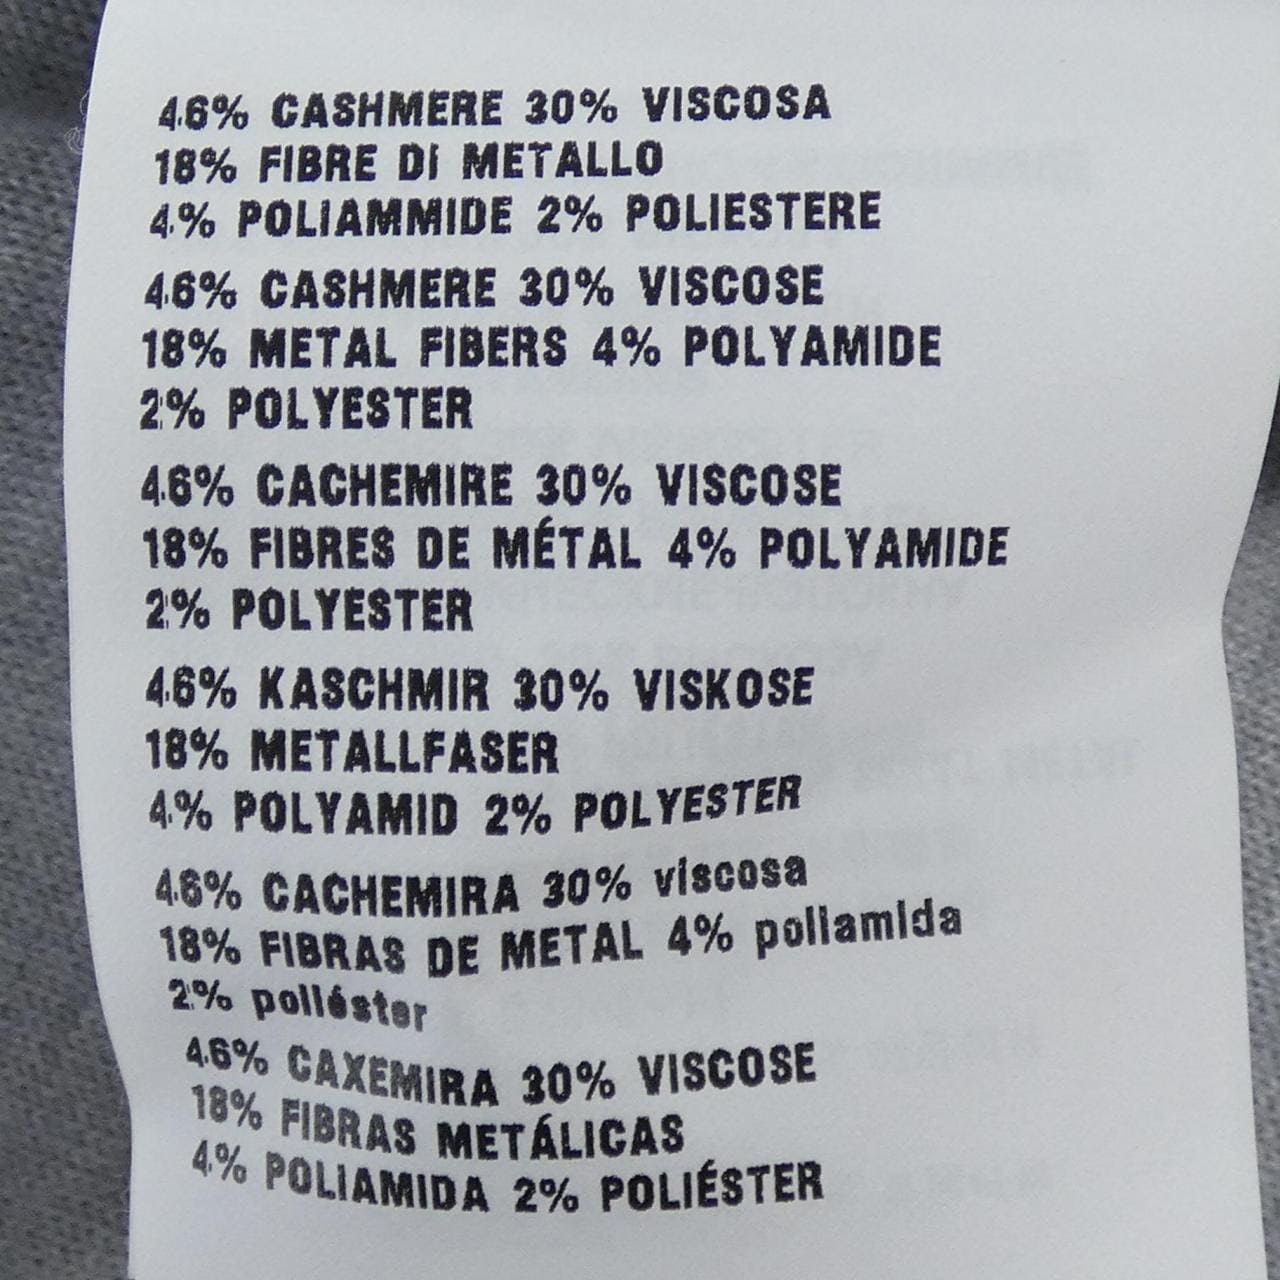 46% CASHMERE 30% VISCOSA
18% FIBRE DI METALLO
4% POLIAMMIDE 2% POLIESTERE
46% CASHMERE 30% VISCOSE
18% METAL FIBERS 4% POLYAMIDE
2% POLYESTER
46% CACHEMIRE 30% VISCOSE
18% FIBRES DE MÉTAL 4% POLYAMIDE
2% POLYESTER
46% KASCHMIR 30% VISKOSE
18% METALLFASER
4% POLYAMID 2% POLYESTER
46% CACHEMIRA 30% viscosa
18% FIBRAS DE METAL 4% poliamida
2% poliéster
46% CAXEMIRA 30% VISCOSE
18% FIBRAS METÁLICAS
4% POLIAMIDA 2% POLIÉSTER